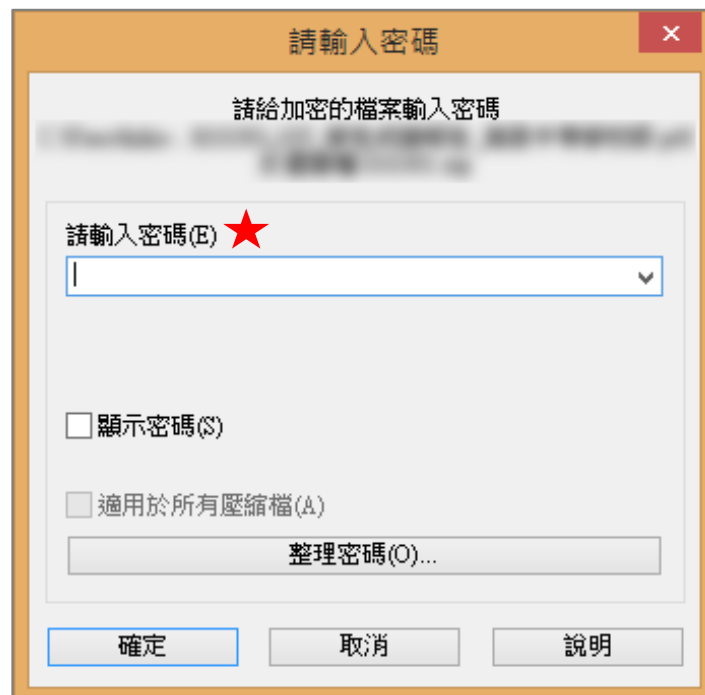 請輸入密碼
請給加密的檔案輸入密碼
請輸入密碼(E)
顯示密碼(S)
適用於所有壓縮檔(A)
整理密碼(O)...
確定 取消 說明